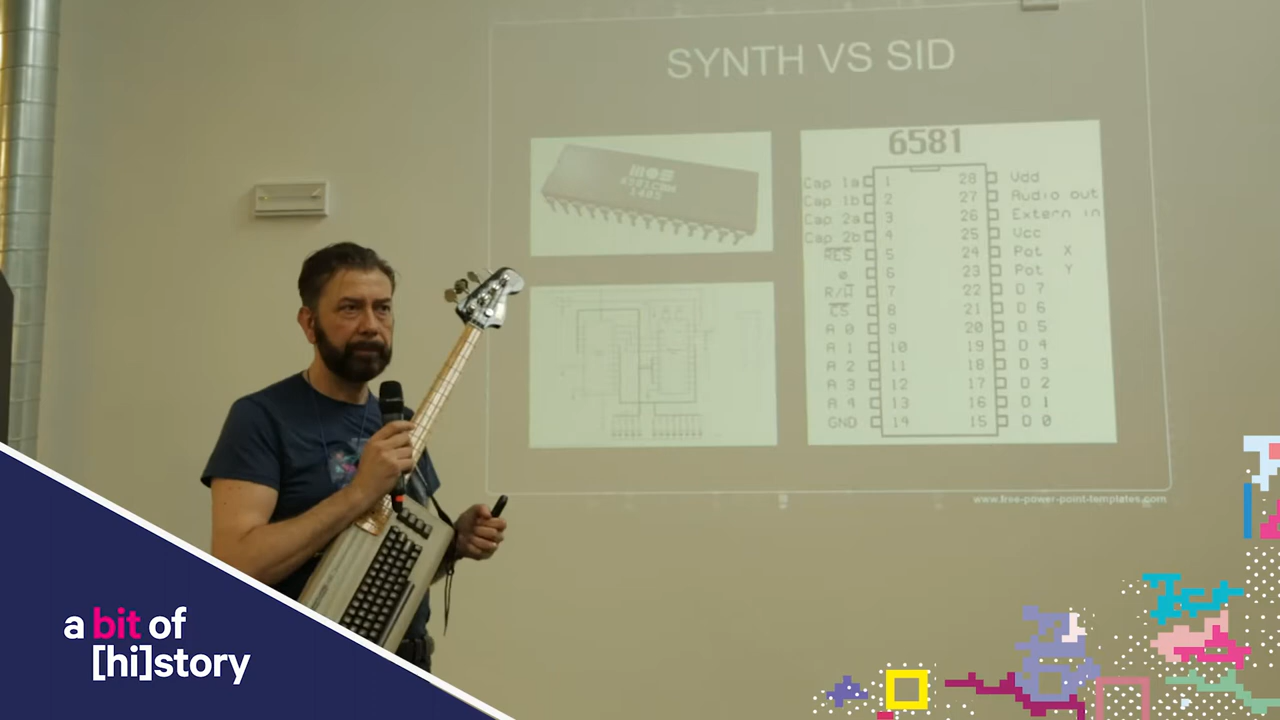 SYNTH VS SID
MOS
6581
Cap 1a 1 28 Vdd
Cap 1b 2 27 Audio out
Cap 2a 3 26 Extern in
Cap 2b 4 25 Vcc
RES 5 24 Pot X
ø 6 23 Pot Y
R/W 7 22 D 7
CS 8 21 D 6
A 0 9 20 D 5
A 1 10 19 D 4
A 2 11 18 D 3
A 3 12 17 D 2
A 4 13 16 D 1
GND 14 15 D 0
www.free-power-point-templates.com
a bit of
[hi]story